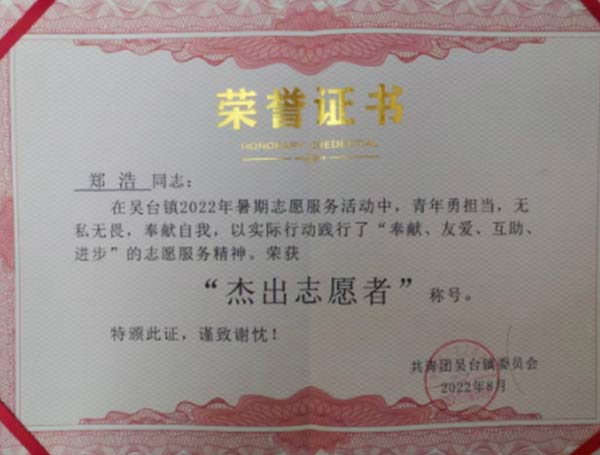 荣誉证书
HONORARY CREDENTIAL
郑浩 同志：
在吴台镇2022年暑期志愿服务活动中，青年勇担当，无
私无畏，奉献自我，以实际行动践行了“奉献、友爱、互助、
进步”的志愿服务精神。荣获
“杰出志愿者”称号。
特颁此证，谨致谢忱！
共青团吴台镇委员会
2022年8月